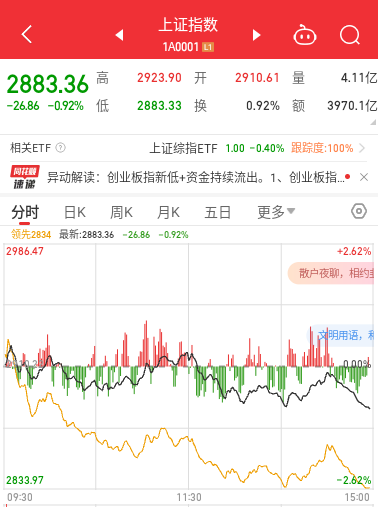 上证指数
1A0001 L1
2883.36
-26.86 -0.92%
高 2923.90 开 2910.61 量 4.11亿
低 2883.33 换 0.92% 额 3970.1亿
相关ETF ? 上证综指ETF 1.00 -0.40% 跟踪度:100%
同花顺速递 异动解读:创业板指新低+资金持续流出。1、创业板指...
分时 日K 周K 月K 五日 更多
领先2834 最新:2883.36 -26.86 -0.92%
2986.47 +2.62%
散户夜聊,相约
文明用语,
0.00%
2833.97 -2.62%
09:30 11:30 15:00